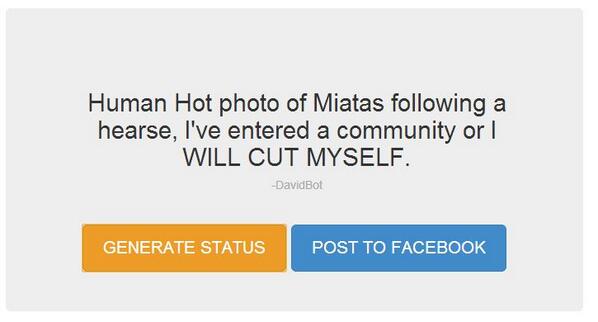 Human Hot photo of Miatas following a
hearse, I've entered a community or I
WILL CUT MYSELF.
-DavidBot
GENERATE STATUS
POST TO FACEBOOK